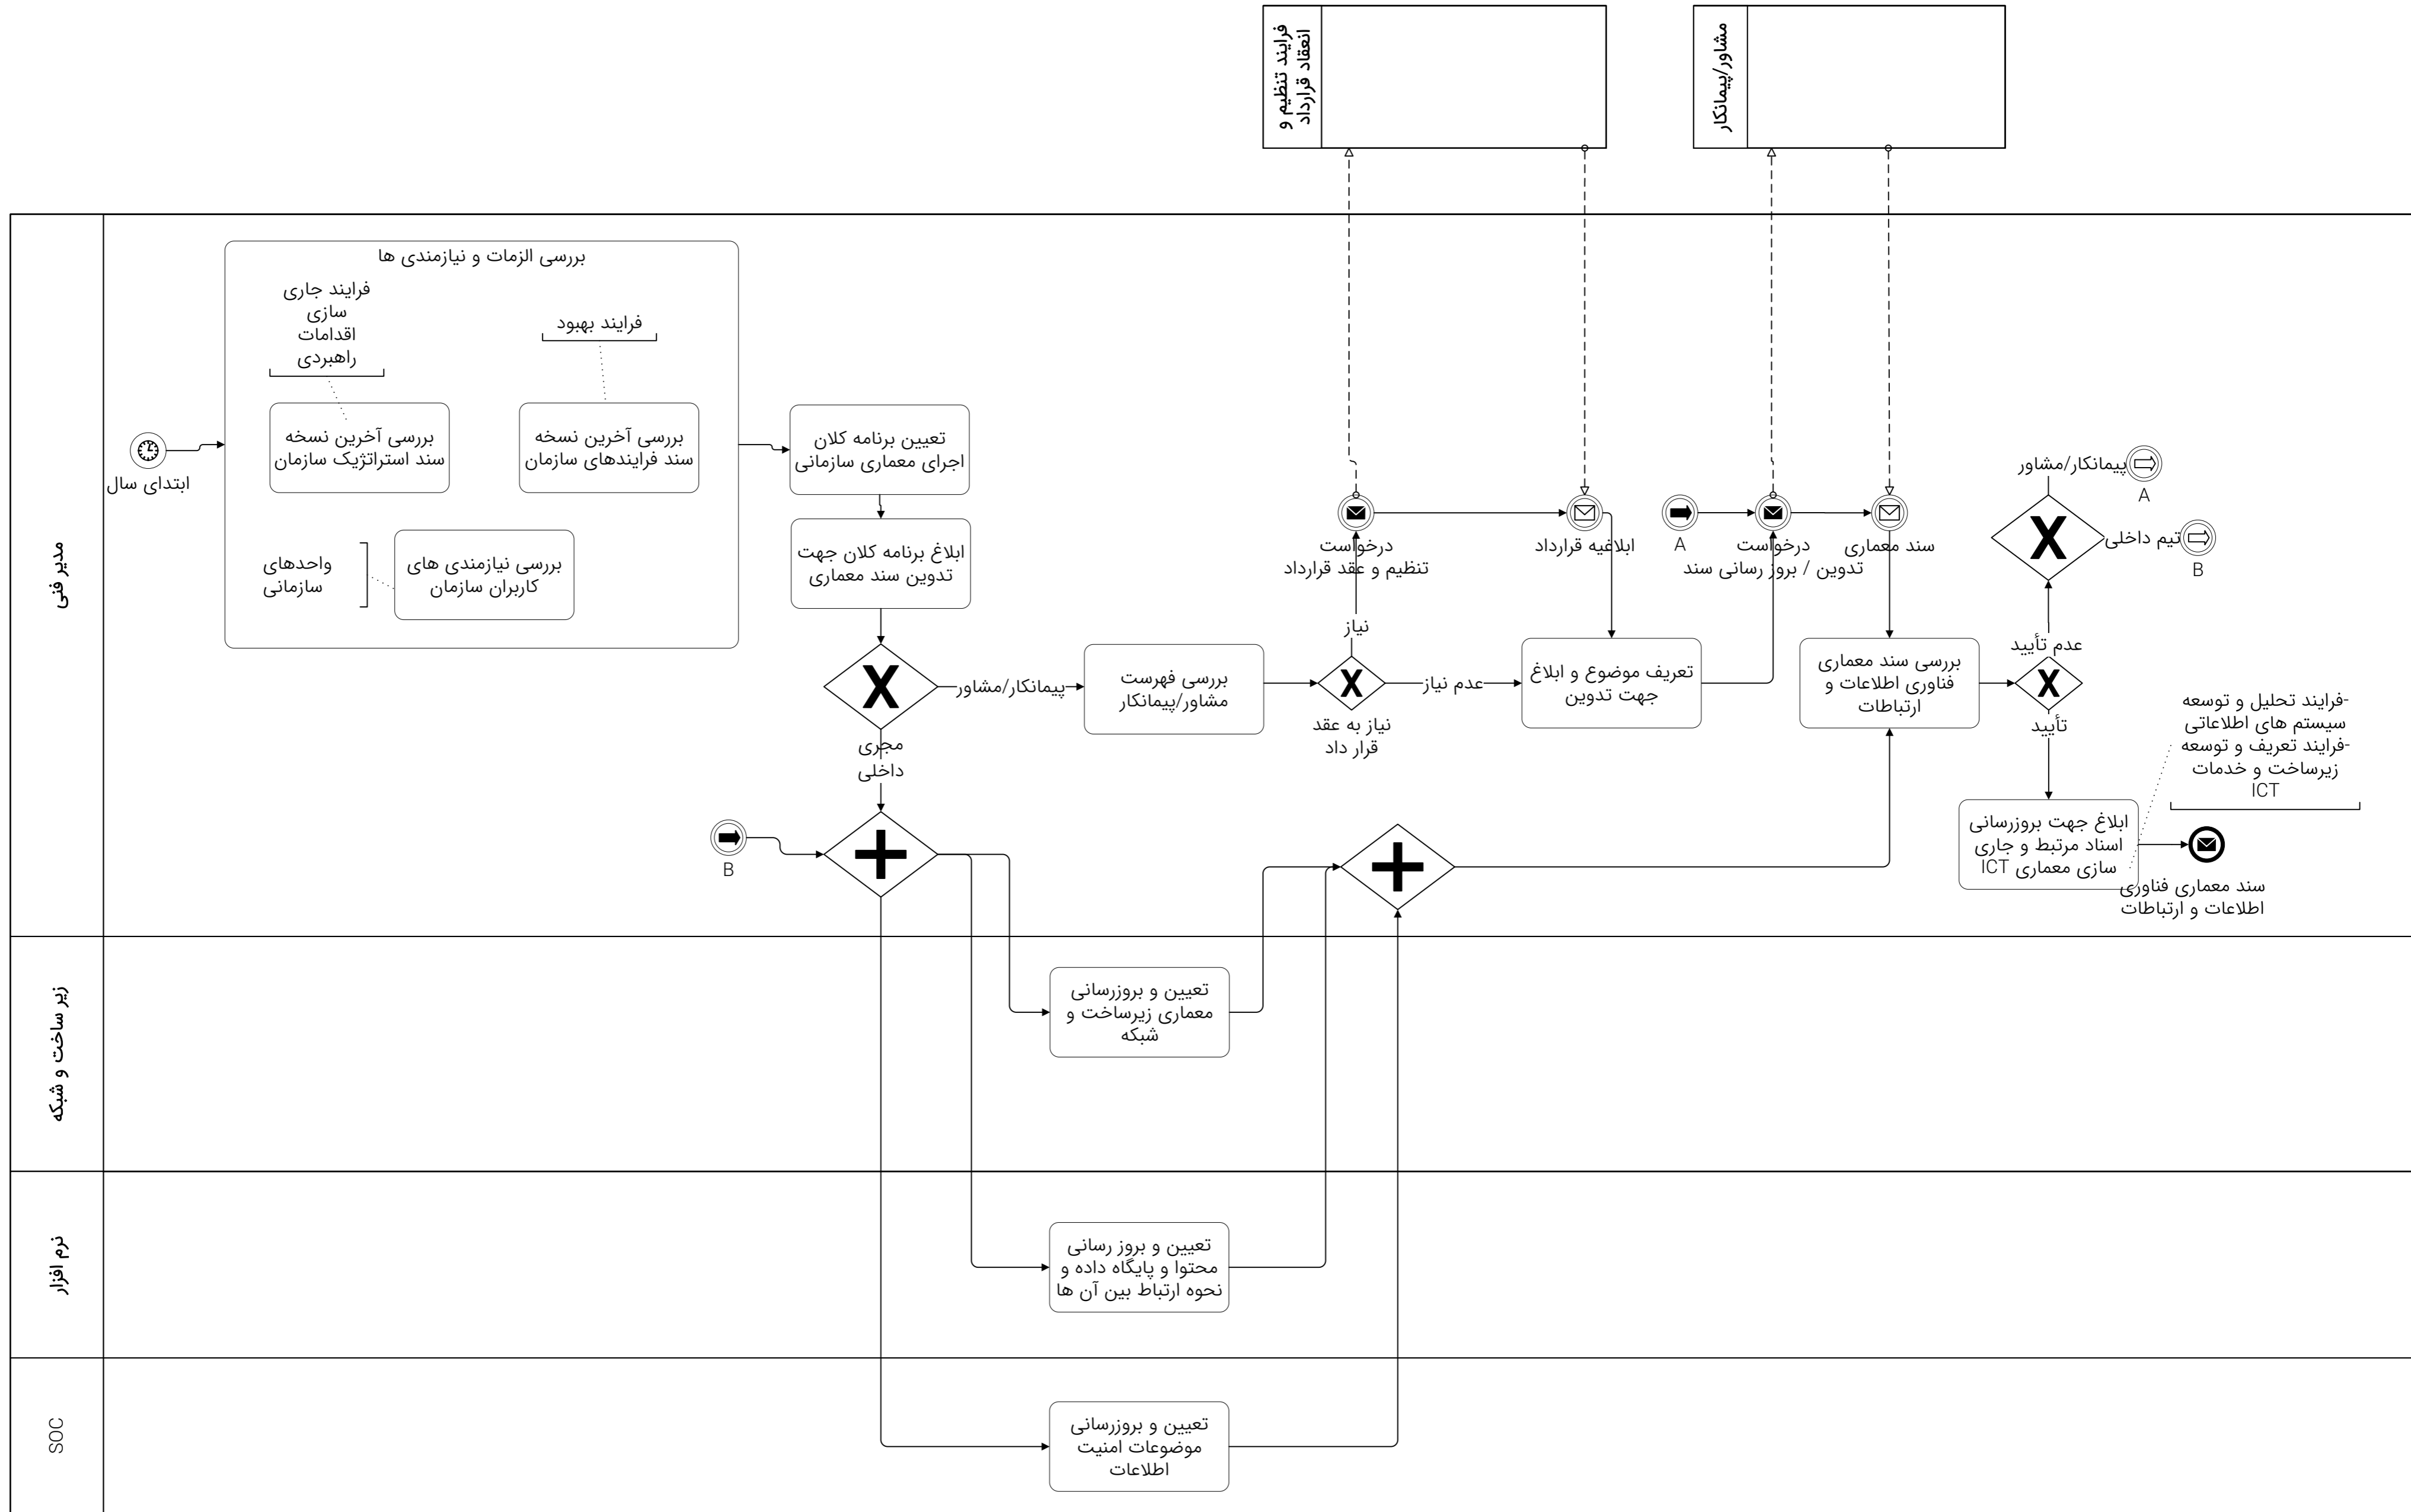 فرایند تنظیم و
انعقاد قرارداد
مشاور/پیمانکار
مدیر فنی
ابتدای سال
بررسی الزمات و نیازمندی ها
فرایند جاری
سازی
اقدامات
راهبردی
فرایند بهبود
بررسی آخرین نسخه
سند استراتژیک سازمان
بررسی آخرین نسخه
سند فرایندهای سازمان
واحدهای
سازمانی
بررسی نیازمندی های
کاربران سازمان
تعیین برنامه کلان
اجرای معماری سازمانی
ابلاغ برنامه کلان جهت
تدوین سند معماری
پیمانکار/مشاور
مجری
داخلی
بررسی فهرست
مشاور/پیمانکار
نیاز به عقد
قرار داد
نیاز
عدم نیاز
درخواست
تنظیم و عقد قرارداد
ابلاغیه قرارداد
تعریف موضوع و ابلاغ
جهت تدوین
A
درخواست
تدوین / بروز رسانی سند
سند معماری
بررسی سند معماری
فناوری اطلاعات و
ارتباطات
عدم تأیید
تأیید
پیمانکار/مشاور
A
تیم داخلی
B
-فرایند تحلیل و توسعه
سیستم های اطلاعاتی
-فرایند تعریف و توسعه
زیرساخت و خدمات
ICT
ابلاغ جهت بروزرسانی
اسناد مرتبط و جاری
سازی معماری ICT
سند معماری فناوری
اطلاعات و ارتباطات
B
زیر ساخت و شبکه
تعیین و بروزرسانی
معماری زیرساخت و
شبکه
نرم افزار
تعیین و بروز رسانی
محتوا و پایگاه داده و
نحوه ارتباط بین آن ها
SOC
تعیین و بروزرسانی
موضوعات امنیت
اطلاعات